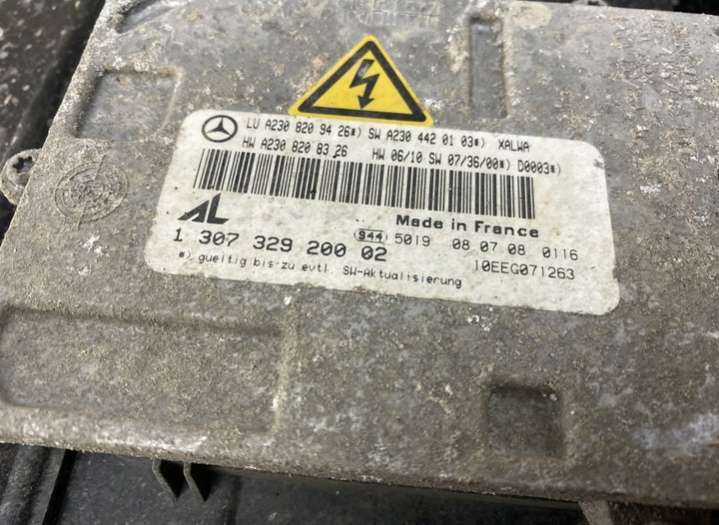 LU A230 820 94 26*) SW A230 442 01 03*) XALWA
HW A230 820 83 26 HW 06/10 SW 07/36/00*) D0003*)
AL
Made in France
1 307 329 200 02 S44 5019 08 07 08 0116
*) gueltig bis zu evtl. SW-Aktualisierung 10EEG071263